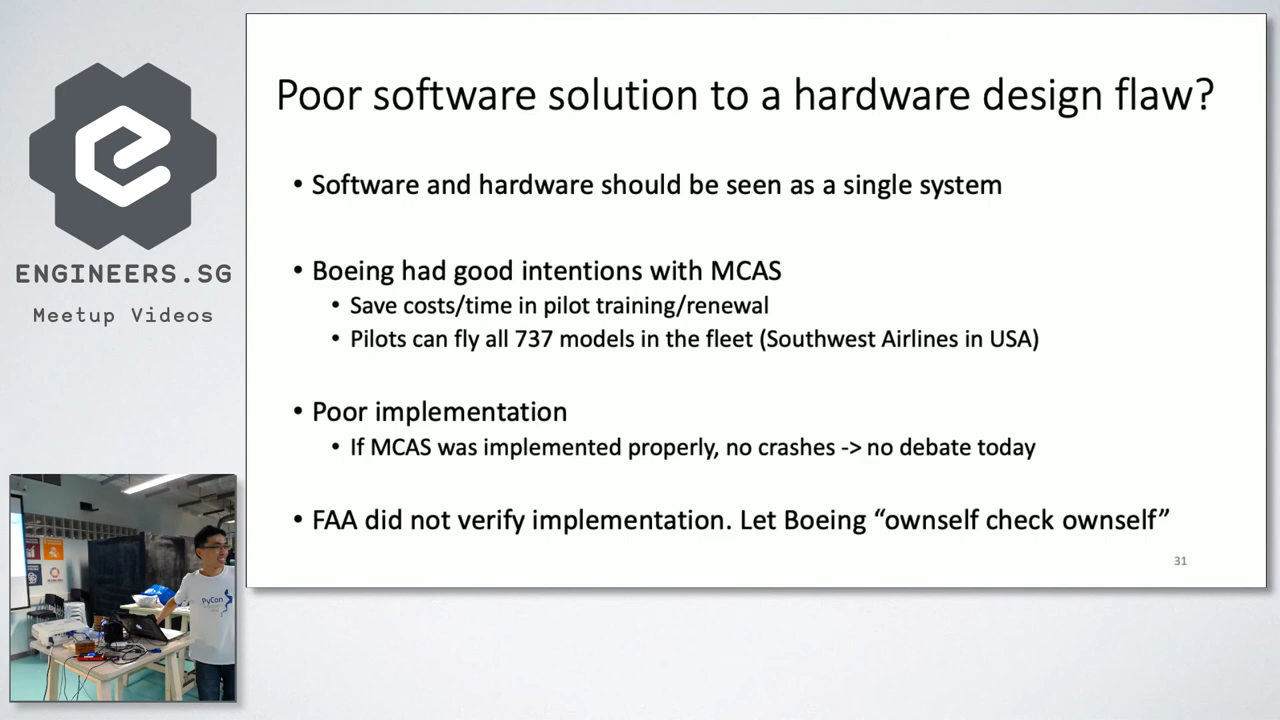 ENGINEERS.SG
Meetup Videos
Poor software solution to a hardware design flaw?
• Software and hardware should be seen as a single system
• Boeing had good intentions with MCAS
• Save costs/time in pilot training/renewal
• Pilots can fly all 737 models in the fleet (Southwest Airlines in USA)
• Poor implementation
• If MCAS was implemented properly, no crashes -> no debate today
• FAA did not verify implementation. Let Boeing “ownself check ownself”
31
PyCon